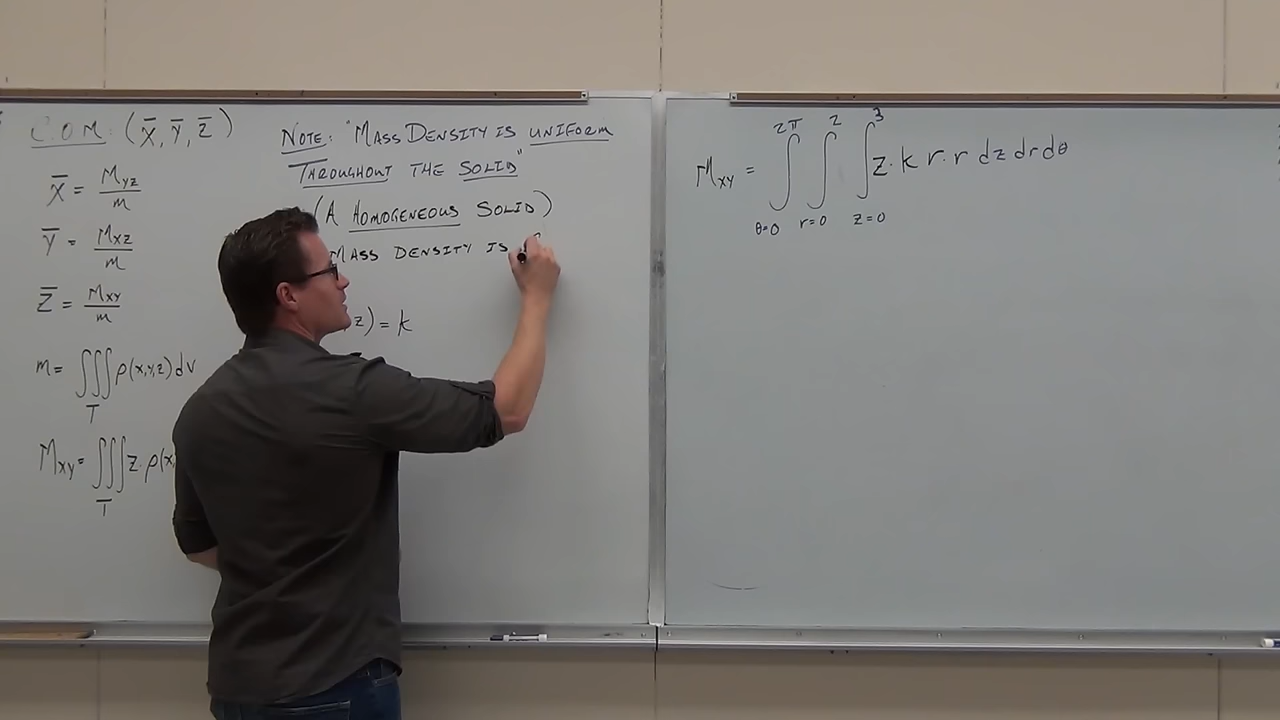 C.O.M: (x̄, ȳ, z̄)
x̄ = Myz/m
ȳ = Mxz/m
z̄ = Mxy/m
m = ∭ ρ(x,y,z) dv
T
Mxy = ∭ z ρ(x,
T
NOTE: "MASS DENSITY IS UNIFORM
THROUGHOUT THE SOLID"
(A HOMOGENEOUS SOLID)
MASS DENSITY IS
z) = k
Mxy = ∫θ=0^2π ∫r=0^2 ∫z=0^3 z·k r·r dz dr dθ